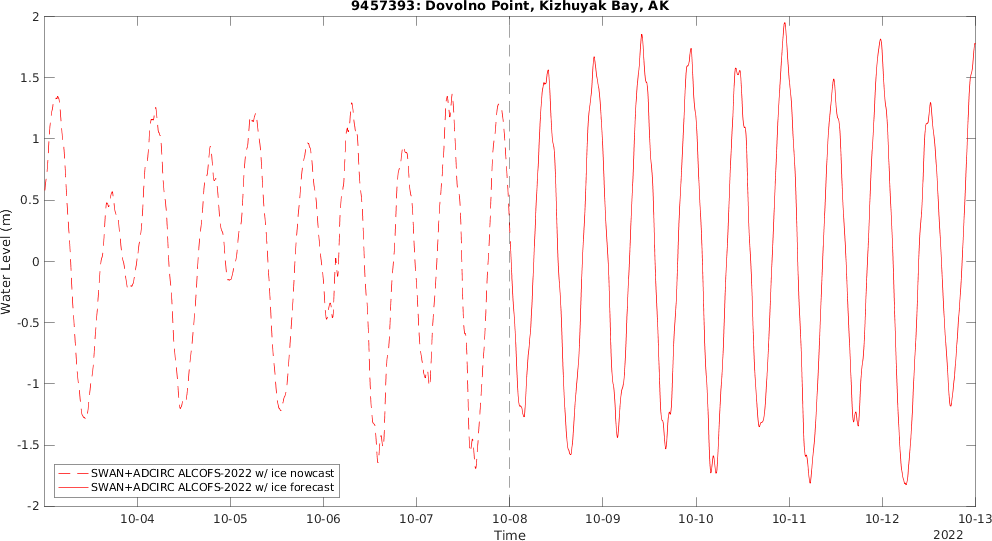 9457393: Dovolno Point, Kizhuyak Bay, AK
Water Level (m)
2
1.5
1
0.5
0
-0.5
-1
-1.5
-2
SWAN+ADCIRC ALCOFS-2022 w/ ice nowcast
SWAN+ADCIRC ALCOFS-2022 w/ ice forecast
10-04 10-05 10-06 10-07 10-08 10-09 10-10 10-11 10-12 10-13
Time
2022